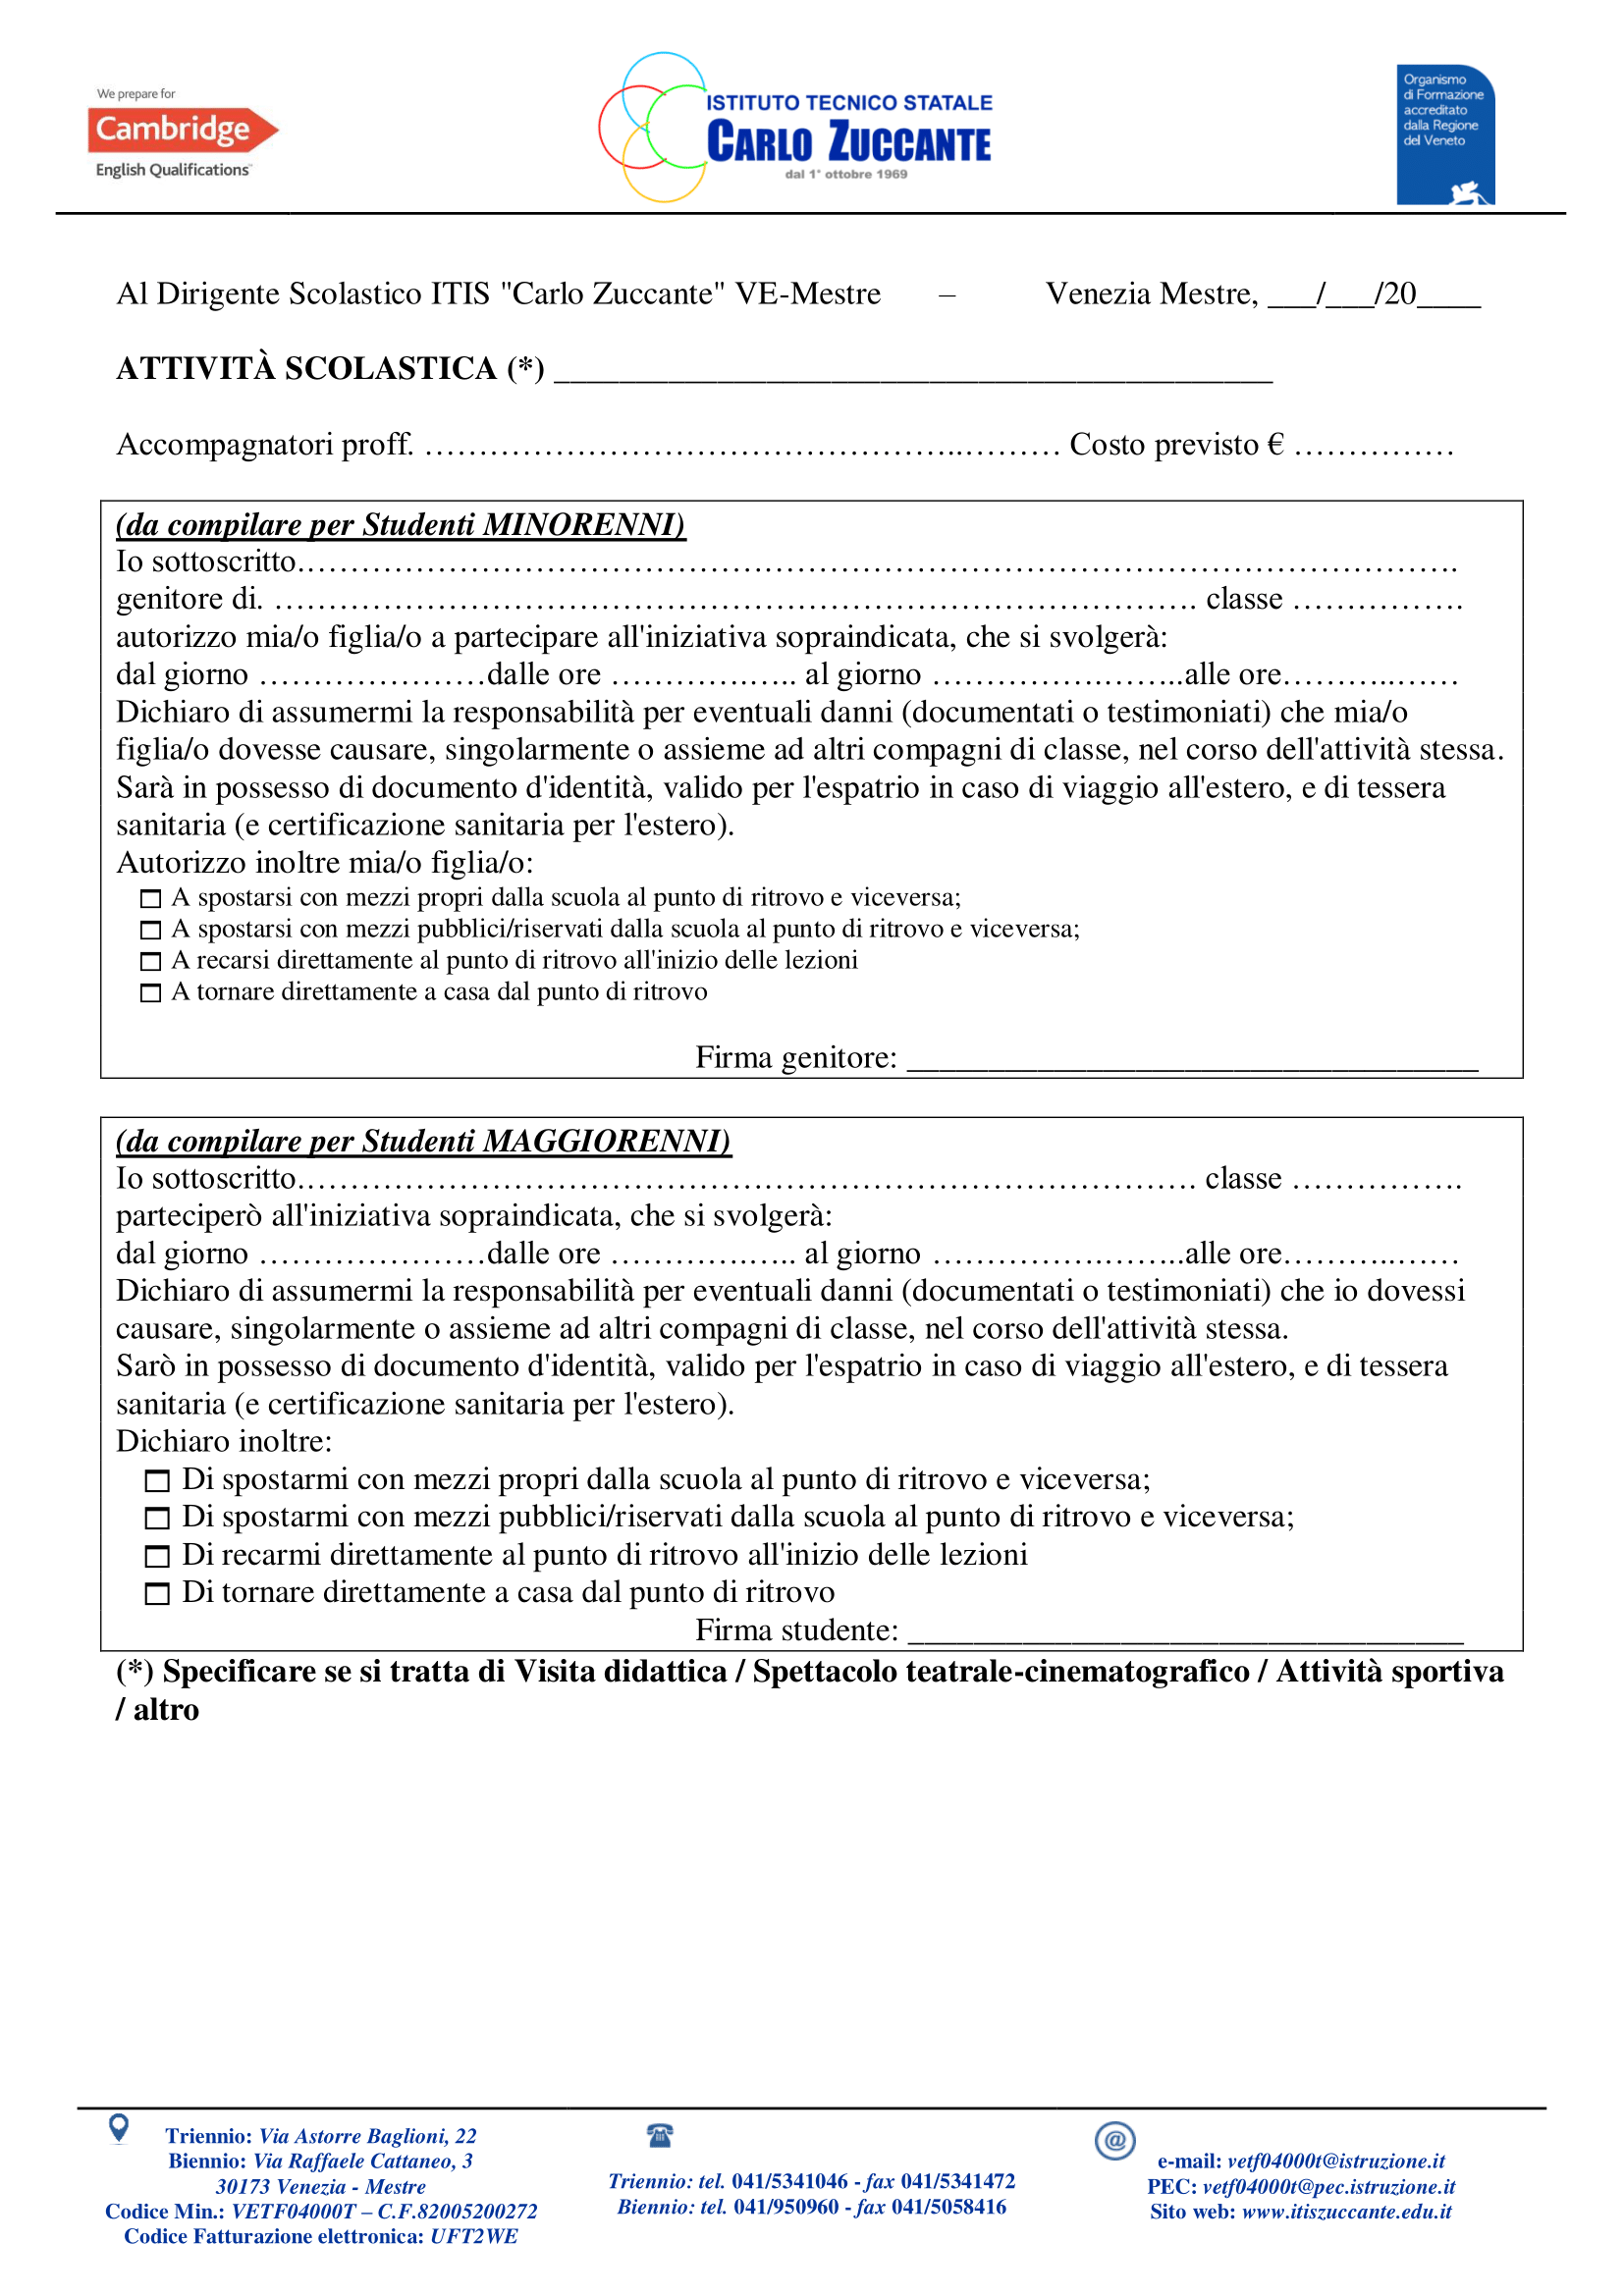 We prepare for
Cambridge
English Qualifications™
ISTITUTO TECNICO STATALE
CARLO ZUCCANTE
dal 1° ottobre 1969
Organismo
di Formazione
accreditato
dalla Regione
del Veneto
Al Dirigente Scolastico ITIS "Carlo Zuccante" VE-Mestre – Venezia Mestre, ___/___/20____
ATTIVITÀ SCOLASTICA (*) ____________________________________________
Accompagnatori proff. …………………………………………..……… Costo previsto € ……………
(da compilare per Studenti MINORENNI)
Io sottoscritto……………………………………………………………………………………………….
genitore di. ……………………………………………………………………………. classe …………….
autorizzo mia/o figlia/o a partecipare all'iniziativa sopraindicata, che si svolgerà:
dal giorno …………………dalle ore ………….….. al giorno …………….……..alle ore………..……
Dichiaro di assumermi la responsabilità per eventuali danni (documentati o testimoniati) che mia/o
figlia/o dovesse causare, singolarmente o assieme ad altri compagni di classe, nel corso dell'attività stessa.
Sarà in possesso di documento d'identità, valido per l'espatrio in caso di viaggio all'estero, e di tessera
sanitaria (e certificazione sanitaria per l'estero).
Autorizzo inoltre mia/o figlia/o:
A spostarsi con mezzi propri dalla scuola al punto di ritrovo e viceversa;
A spostarsi con mezzi pubblici/riservati dalla scuola al punto di ritrovo e viceversa;
A recarsi direttamente al punto di ritrovo all'inizio delle lezioni
A tornare direttamente a casa dal punto di ritrovo
Firma genitore: ___________________________________
(da compilare per Studenti MAGGIORENNI)
Io sottoscritto…………………………………………………………………………. classe …………….
parteciperò all'iniziativa sopraindicata, che si svolgerà:
dal giorno …………………dalle ore ………….….. al giorno …………….……..alle ore………..……
Dichiaro di assumermi la responsabilità per eventuali danni (documentati o testimoniati) che io dovessi
causare, singolarmente o assieme ad altri compagni di classe, nel corso dell'attività stessa.
Sarò in possesso di documento d'identità, valido per l'espatrio in caso di viaggio all'estero, e di tessera
sanitaria (e certificazione sanitaria per l'estero).
Dichiaro inoltre:
Di spostarmi con mezzi propri dalla scuola al punto di ritrovo e viceversa;
Di spostarmi con mezzi pubblici/riservati dalla scuola al punto di ritrovo e viceversa;
Di recarmi direttamente al punto di ritrovo all'inizio delle lezioni
Di tornare direttamente a casa dal punto di ritrovo
Firma studente: __________________________________
(*) Specificare se si tratta di Visita didattica / Spettacolo teatrale-cinematografico / Attività sportiva
/ altro
Triennio: Via Astorre Baglioni, 22
Biennio: Via Raffaele Cattaneo, 3
30173 Venezia - Mestre
Codice Min.: VETF04000T – C.F.82005200272
Codice Fatturazione elettronica: UFT2WE
Triennio: tel. 041/5341046 - fax 041/5341472
Biennio: tel. 041/950960 - fax 041/5058416
@
e-mail: vetf04000t@istruzione.it
PEC: vetf04000t@pec.istruzione.it
Sito web: www.itiszuccante.edu.it